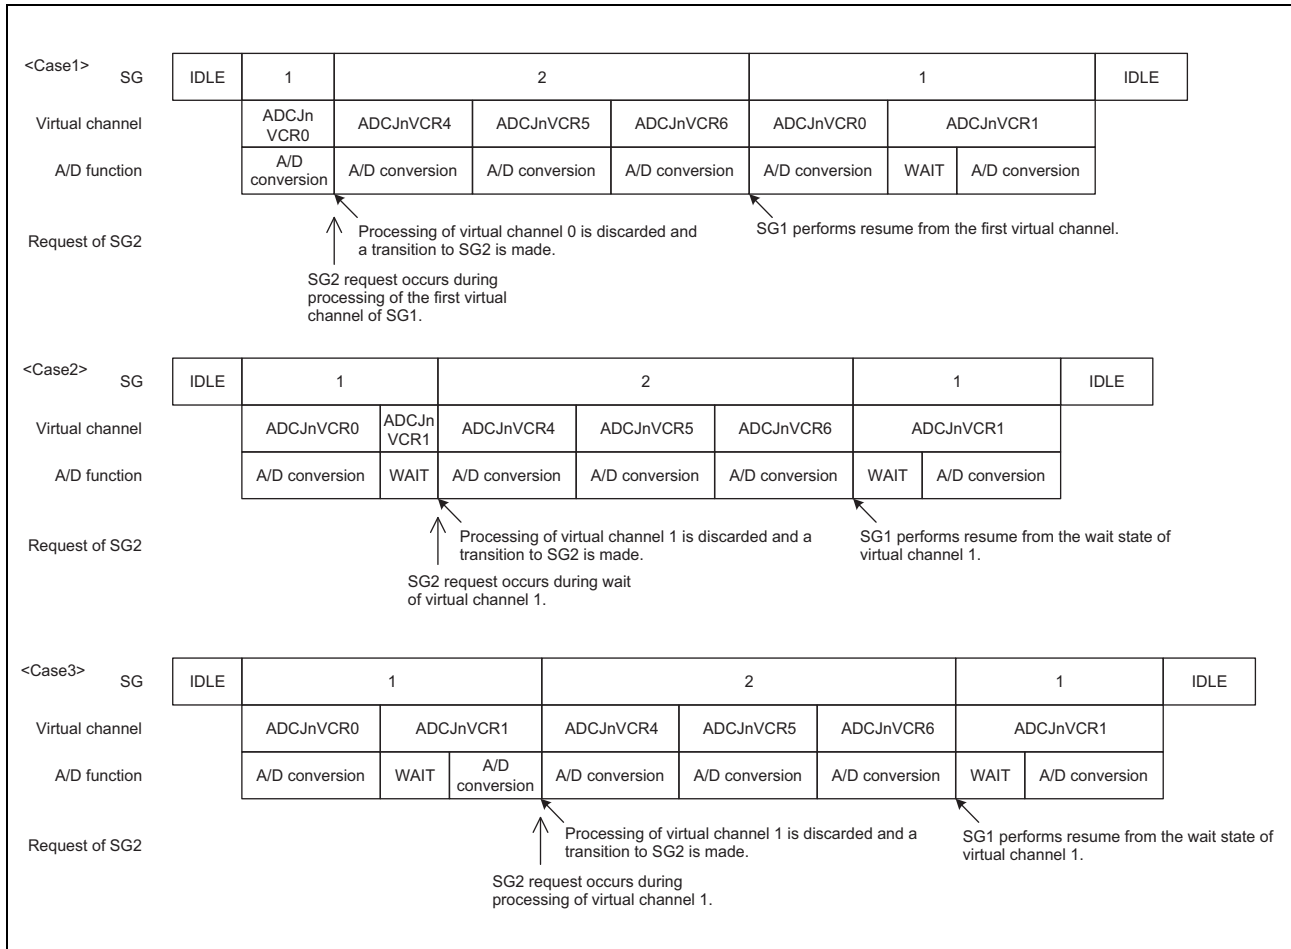 <Case1>
SG IDLE 1 2 1 IDLE
Virtual channel ADCJn VCR0 ADCJnVCR4 ADCJnVCR5 ADCJnVCR6 ADCJnVCR0 ADCJnVCR1
A/D function A/D conversion A/D conversion A/D conversion A/D conversion A/D conversion WAIT A/D conversion
Request of SG2
Processing of virtual channel 0 is discarded and
a transition to SG2 is made.
SG1 performs resume from the first virtual channel.
SG2 request occurs during
processing of the first virtual
channel of SG1.
<Case2>
SG IDLE 1 2 1 IDLE
Virtual channel ADCJnVCR0 ADCJn VCR1 ADCJnVCR4 ADCJnVCR5 ADCJnVCR6 ADCJnVCR1
A/D function A/D conversion WAIT A/D conversion A/D conversion A/D conversion WAIT A/D conversion
Request of SG2
Processing of virtual channel 1 is discarded and a
transition to SG2 is made.
SG1 performs resume from the wait state of
virtual channel 1.
SG2 request occurs during wait
of virtual channel 1.
<Case3>
SG IDLE 1 2 1 IDLE
Virtual channel ADCJnVCR0 ADCJnVCR1 ADCJnVCR4 ADCJnVCR5 ADCJnVCR6 ADCJnVCR1
A/D function A/D conversion WAIT A/D conversion A/D conversion A/D conversion A/D conversion WAIT A/D conversion
Request of SG2
Processing of virtual channel 1 is discarded and a
transition to SG2 is made.
SG1 performs resume from the wait state of
virtual channel 1.
SG2 request occurs during
processing of virtual channel 1.